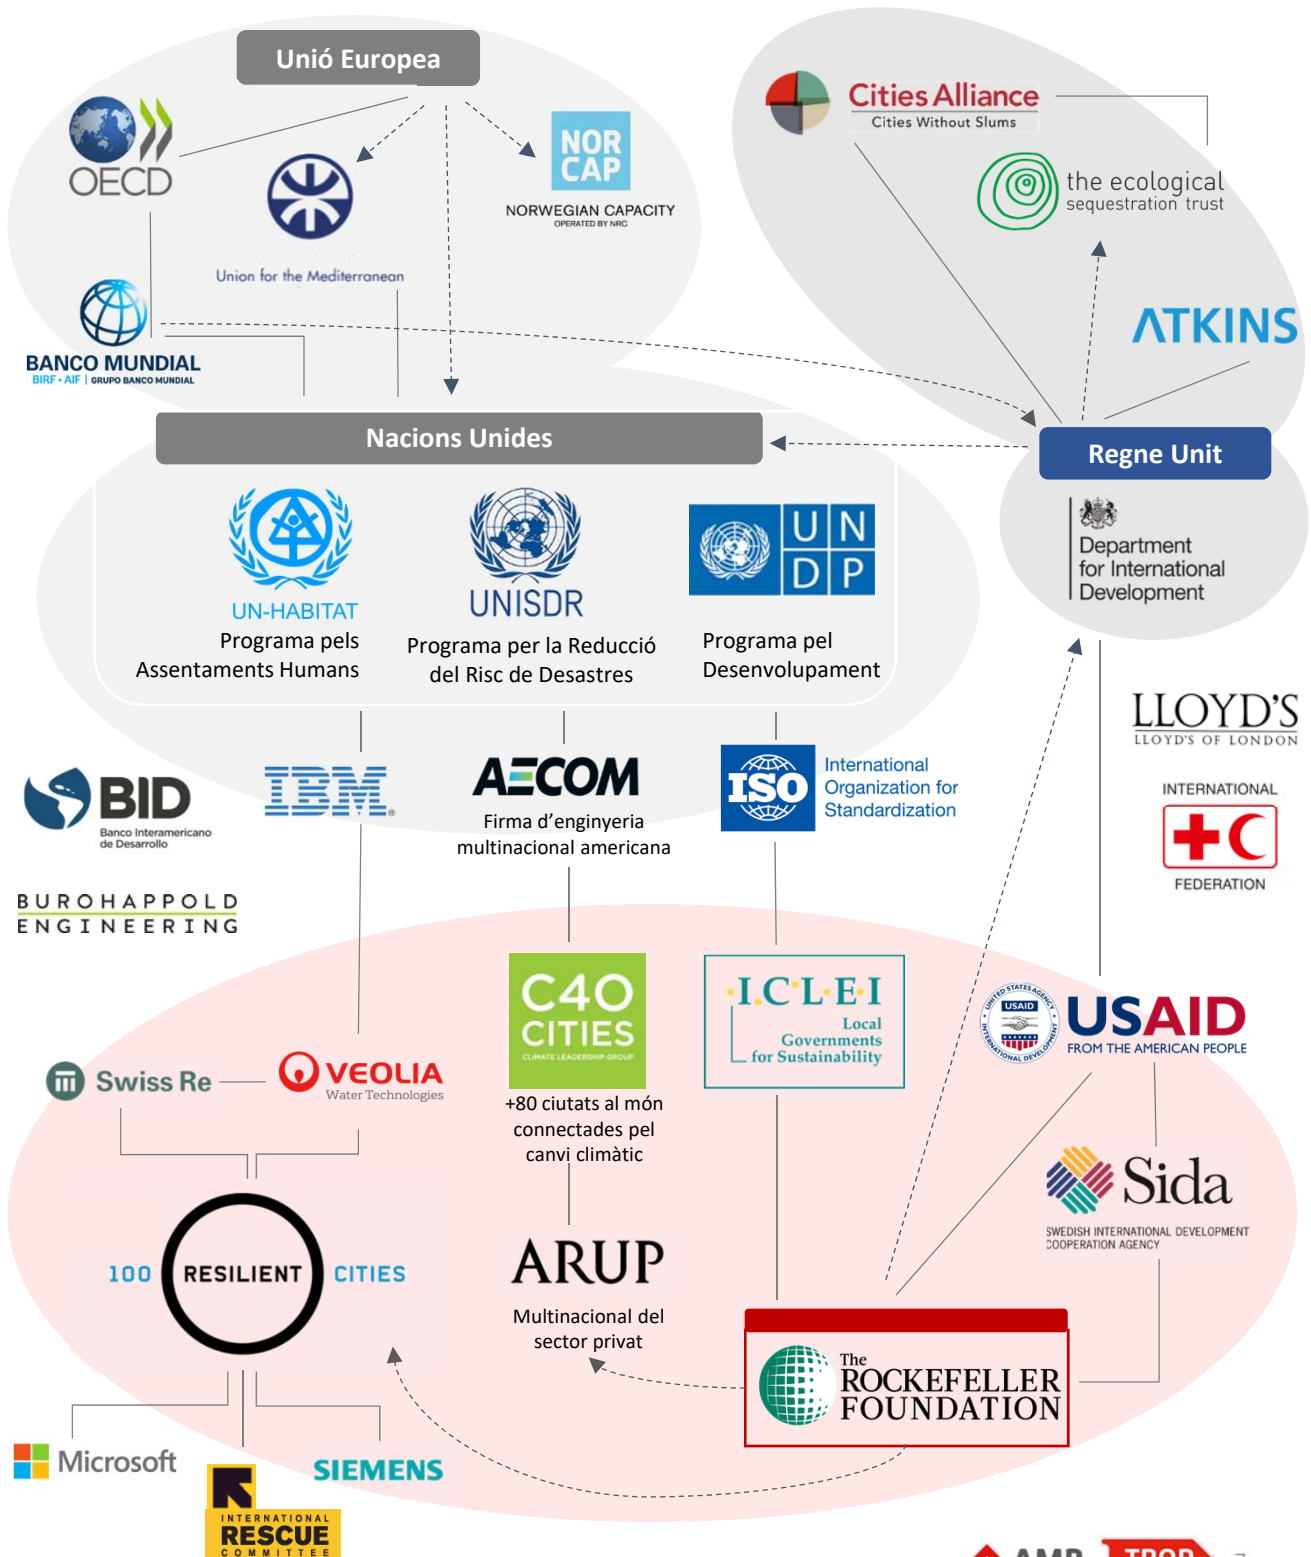 Unió Europea
OECD
Union for the Mediterranean
NOR
CAP
NORWEGIAN CAPACITY
OPERATED BY NRC
Cities Alliance
Cities Without Slums
the ecological
sequestration trust
ATKINS
BANCO MUNDIAL
BIRF • AIF | GRUPO BANCO MUNDIAL
Nacions Unides
Regne Unit
Department
for International
Development
UN-HABITAT
Programa pels
Assentaments Humans
UNISDR
Programa per la Reducció
del Risc de Desastres
U N
D P
Programa pel
Desenvolupament
LLOYD'S
LLOYD'S OF LONDON
INTERNATIONAL
FEDERATION
BID
Banco Interamericano
de Desarrollo
IBM®
AECOM
Firma d'enginyeria
multinacional americana
ISO
International
Organization for
Standardization
BUROHAPPOLD
ENGINEERING
C40
CITIES
CLIMATE LEADERSHIP GROUP
+80 ciutats al món
connectades pel
canvi climàtic
I.C.L.E.I
Local
Governments
for Sustainability
UNITED STATES AGENCY
USAID
INTERNATIONAL DEVELOPMENT
USAID
FROM THE AMERICAN PEOPLE
Swiss Re
VEOLIA
Water Technologies
Sida
SWEDISH INTERNATIONAL DEVELOPMENT
COOPERATION AGENCY
100 RESILIENT CITIES
ARUP
Multinacional del
sector privat
The
ROCKEFELLER
FOUNDATION
Microsoft
SIEMENS
INTERNATIONAL
RESCUE
COMMITTEE